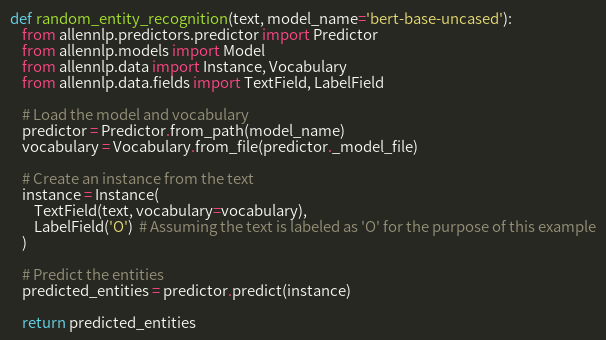 def random_entity_recognition(text, model_name='bert-base-uncased'):
    from allennlp.predictors.predictor import Predictor
    from allennlp.models import Model
    from allennlp.data import Instance, Vocabulary
    from allennlp.data.fields import TextField, LabelField

    # Load the model and vocabulary
    predictor = Predictor.from_path(model_name)
    vocabulary = Vocabulary.from_file(predictor._model_file)

    # Create an instance from the text
    instance = Instance(
        TextField(text, vocabulary=vocabulary),
        LabelField('O')  # Assuming the text is labeled as 'O' for the purpose of this example
    )

    # Predict the entities
    predicted_entities = predictor.predict(instance)

    return predicted_entities